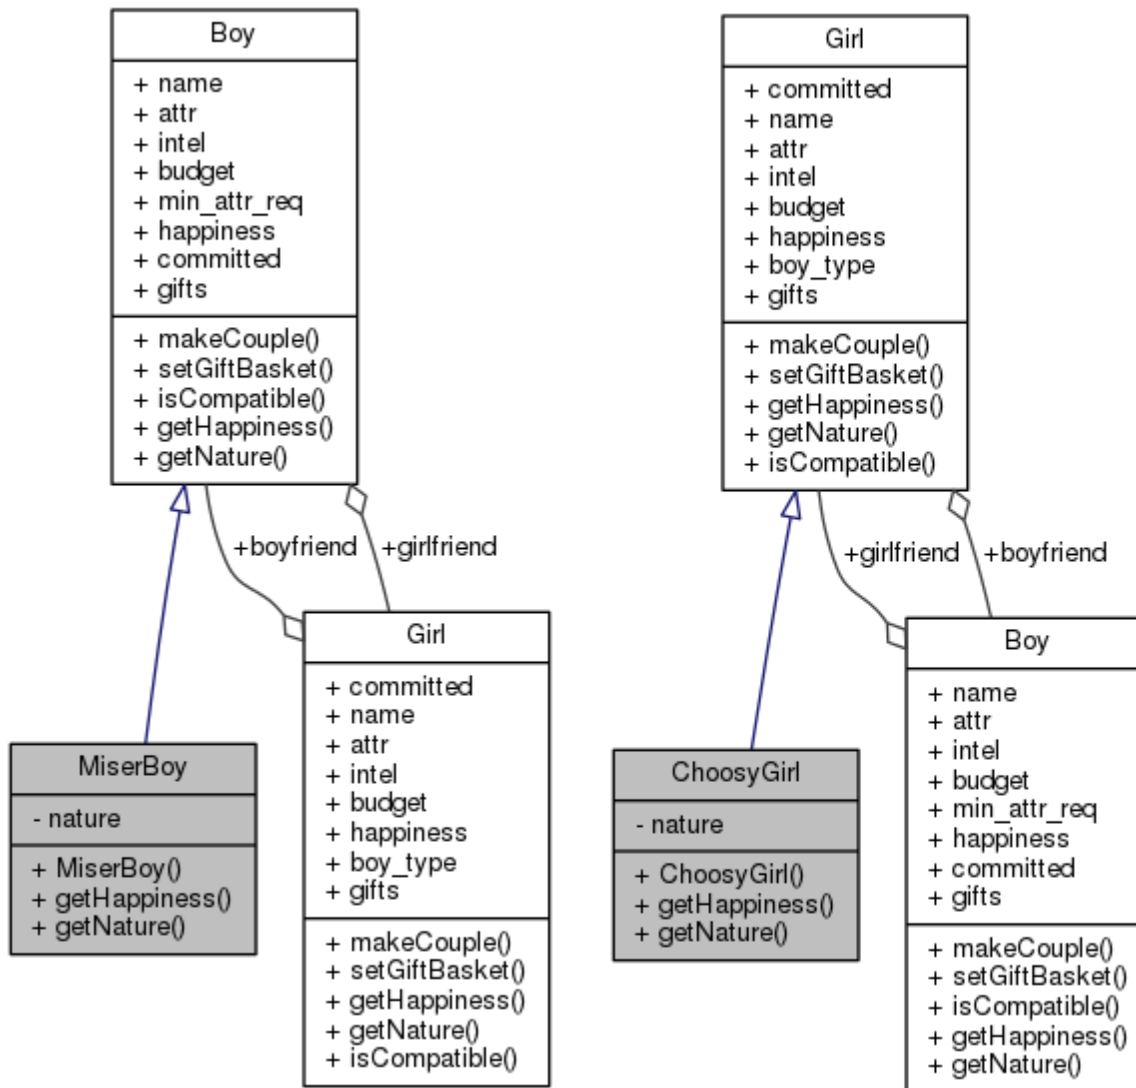 Boy
+ name
+ attr
+ intel
+ budget
+ min_attr_req
+ happiness
+ committed
+ gifts
+ makeCouple()
+ setGiftBasket()
+ isCompatible()
+ getHappiness()
+ getNature()
+boyfriend
+girlfriend
MiserBoy
- nature
+ MiserBoy()
+ getHappiness()
+ getNature()
Girl
+ committed
+ name
+ attr
+ intel
+ budget
+ happiness
+ boy_type
+ gifts
+ makeCouple()
+ setGiftBasket()
+ getHappiness()
+ getNature()
+ isCompatible()
Girl
+ committed
+ name
+ attr
+ intel
+ budget
+ happiness
+ boy_type
+ gifts
+ makeCouple()
+ setGiftBasket()
+ getHappiness()
+ getNature()
+ isCompatible()
+girlfriend
+boyfriend
ChoosyGirl
- nature
+ ChoosyGirl()
+ getHappiness()
+ getNature()
Boy
+ name
+ attr
+ intel
+ budget
+ min_attr_req
+ happiness
+ committed
+ gifts
+ makeCouple()
+ setGiftBasket()
+ isCompatible()
+ getHappiness()
+ getNature()